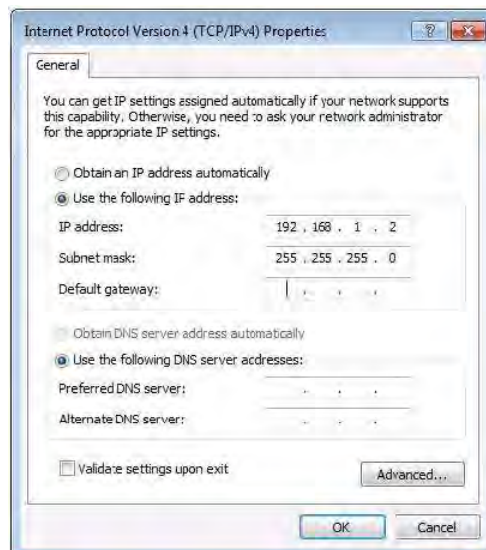 Internet Protocol Version 4 (TCP/IPv4) Properties
General
You can get IP settings assigned automatically if your network supports
this capability. Otherwise, you need to ask your network administrator
for the appropriate IP settings.
Obtain an IP address automatically
Use the following IP address:
IP address: 192 . 168 . 1 . 2
Subnet mask: 255 . 255 . 255 . 0
Default gateway: . . .
Obtain DNS server address automatically
Use the following DNS server addresses:
Preferred DNS server: . . .
Alternate DNS server: . . .
Validate settings upon exit
Advanced...
OK Cancel